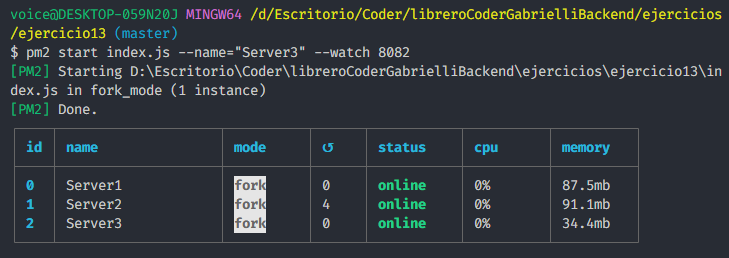 voice@DESKTOP-059N20J MINGW64 /d/Escritorio/Coder/libreroCoderGabrielliBackend/ejercicios
/ejercicio13 (master)
$ pm2 start index.js --name="Server3" --watch 8082
[PM2] Starting D:\Escritorio\Coder\libreroCoderGabrielliBackend\ejercicios\ejercicio13\in
dex.js in fork_mode (1 instance)
[PM2] Done.
id name mode ↺ status cpu memory
0 Server1 fork 0 online 0% 87.5mb
1 Server2 fork 4 online 0% 91.1mb
2 Server3 fork 0 online 0% 34.4mb